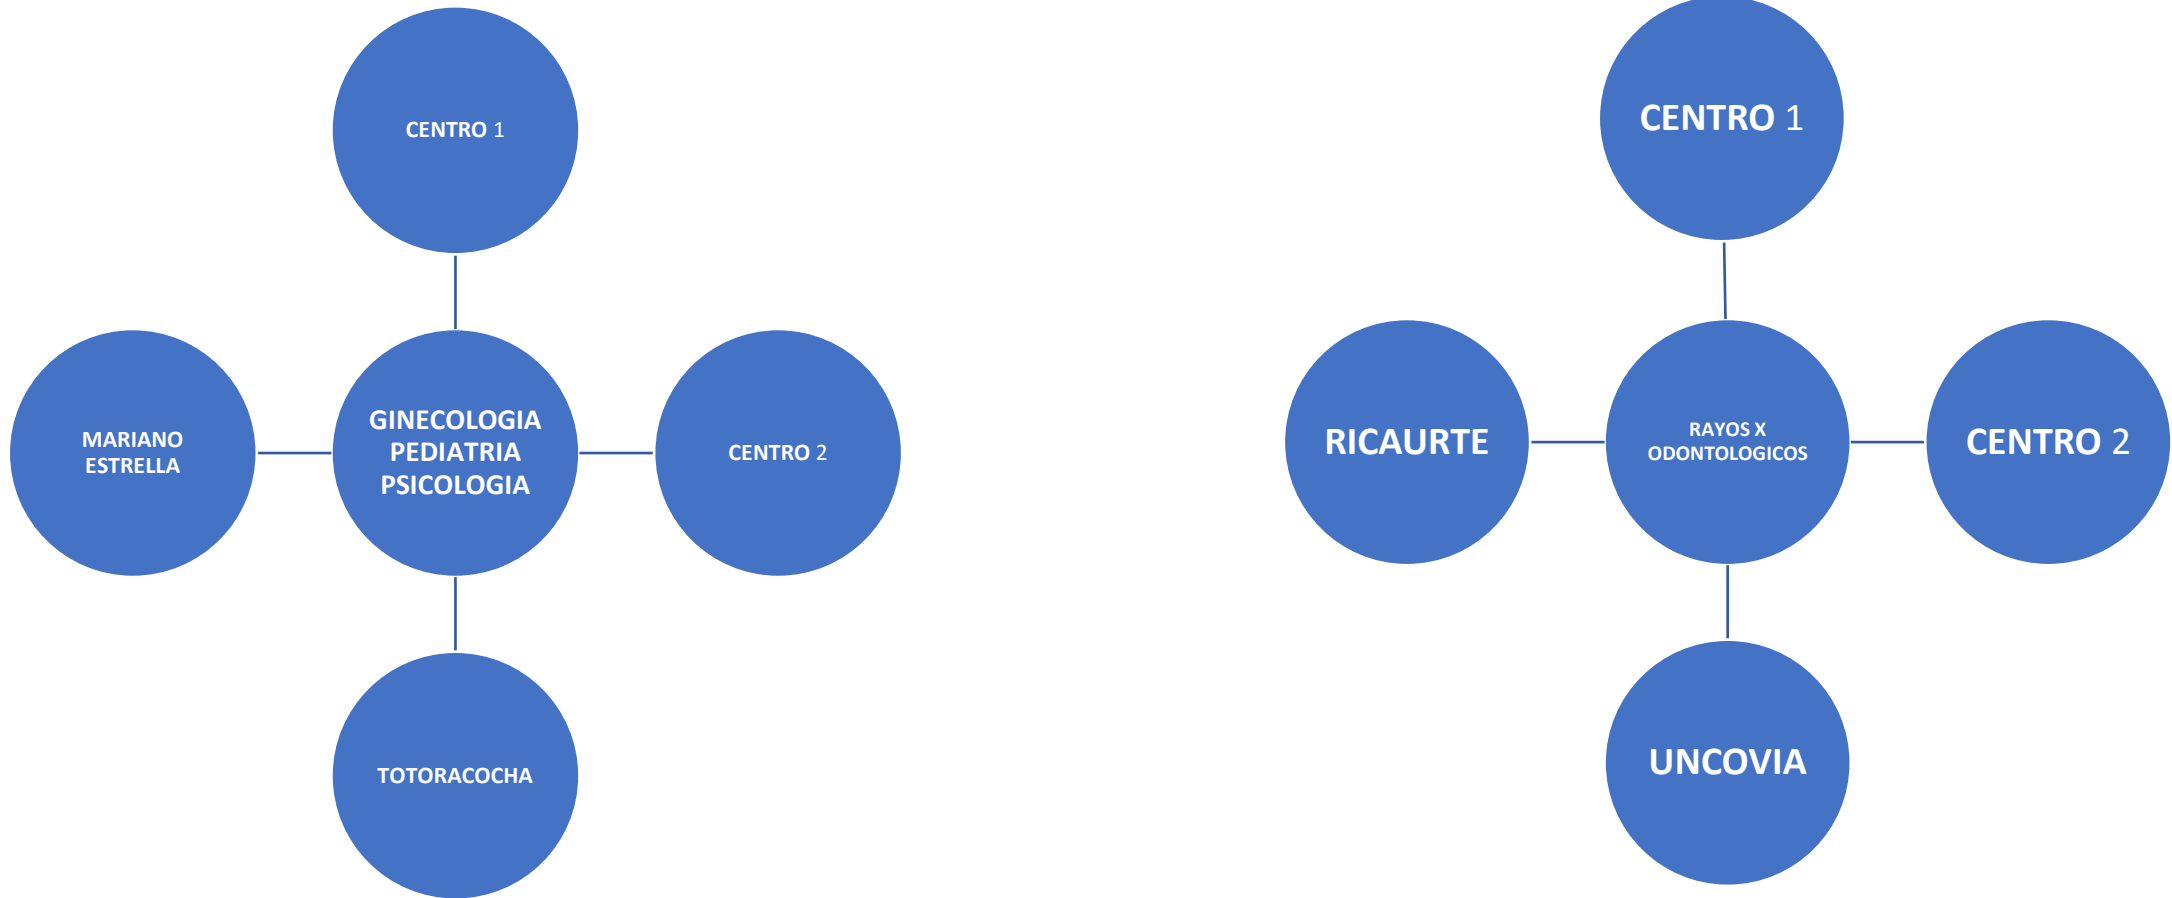 CENTRO 1
MARIANO
ESTRELLA
GINECOLOGIA
PEDIATRIA
PSICOLOGIA
CENTRO 2
TOTORACOCHA
CENTRO 1
RICAURTE
RAYOS X
ODONTOLOGICOS
CENTRO 2
UNCOVIA